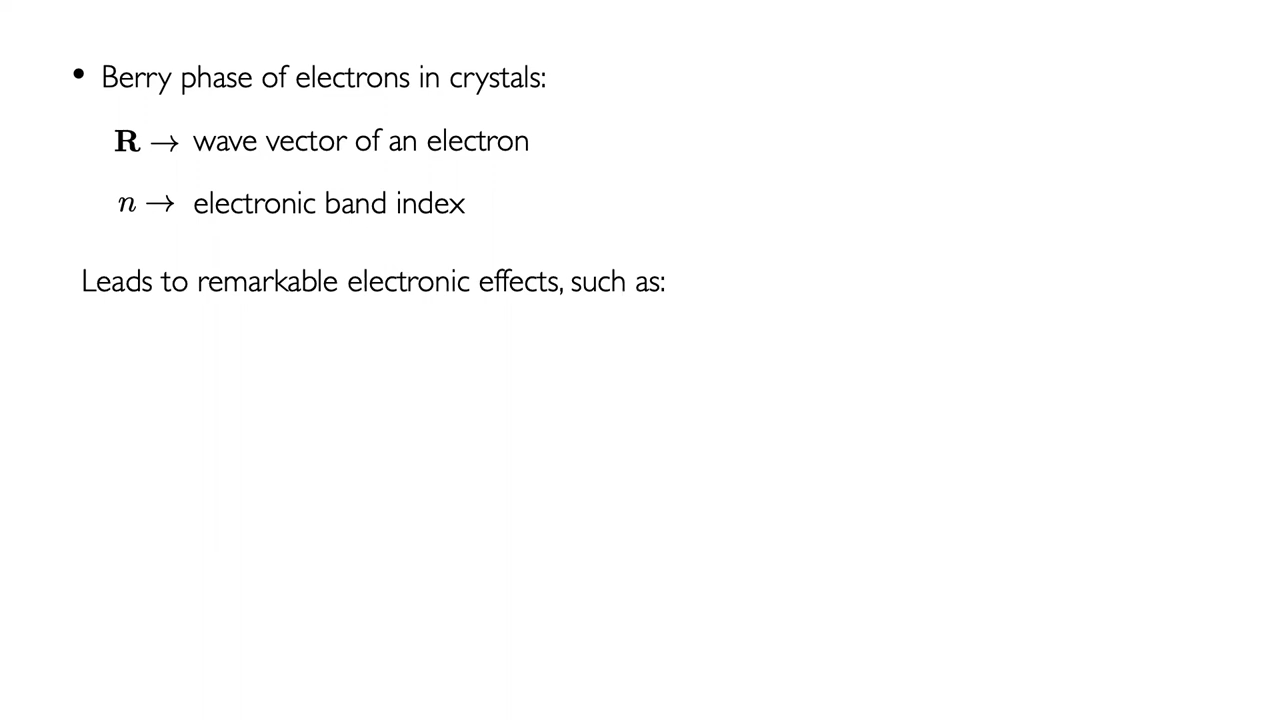 • Berry phase of electrons in crystals:
R → wave vector of an electron
n → electronic band index
Leads to remarkable electronic effects, such as: